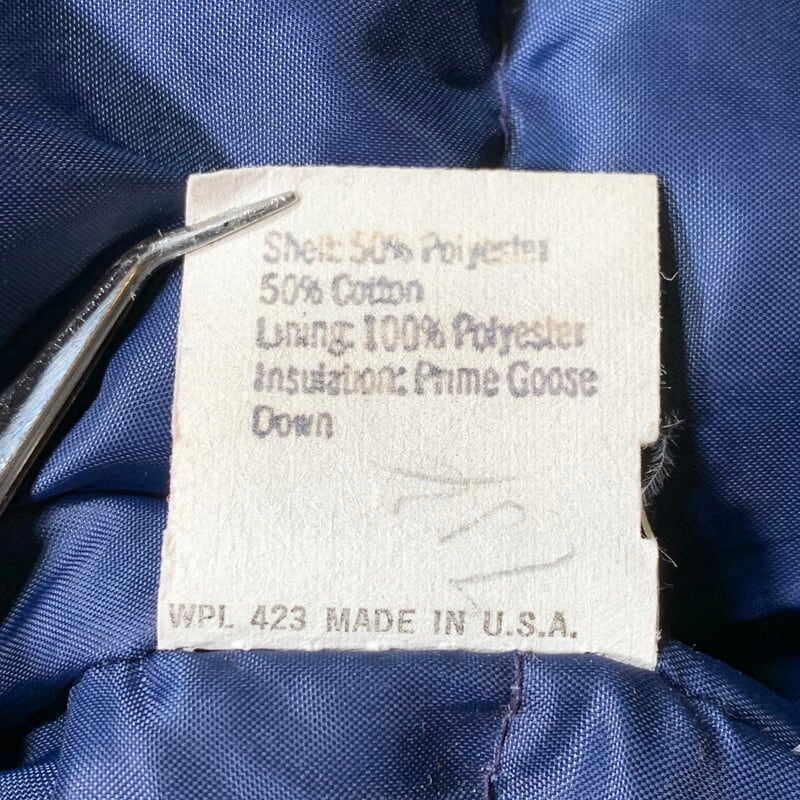 Shell: 50% Polyester
50% Cotton
Lining: 100% Polyester
Insulation: Prime Goose
Down
WPL 423 MADE IN U.S.A.